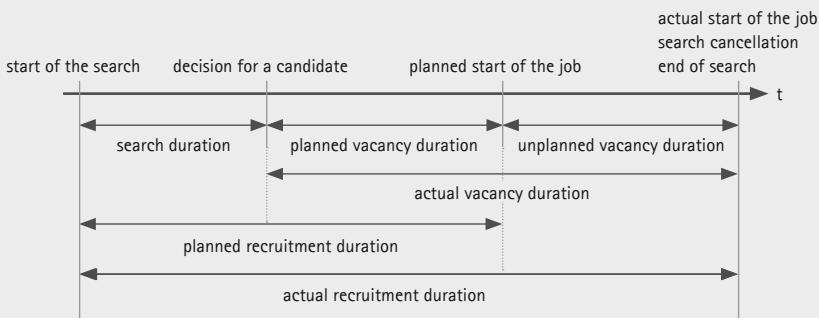 actual start of the job
search cancellation
start of the search decision for a candidate planned start of the job end of search
t
search duration planned vacancy duration unplanned vacancy duration
actual vacancy duration
planned recruitment duration
actual recruitment duration